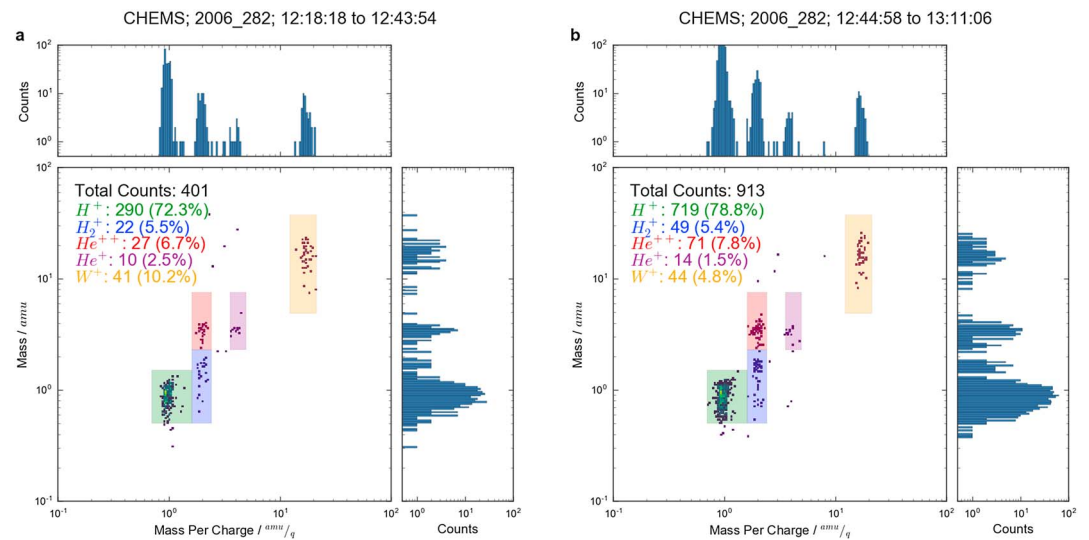 CHEMS; 2006_282; 12:18:18 to 12:43:54
a
10²
10¹
10⁰
Counts
10²
10¹
10⁰
10⁻¹
Mass / amu
Total Counts: 401
H⁺: 290 (72.3%)
H₂⁺: 22 (5.5%)
He⁺⁺: 27 (6.7%)
He⁺: 10 (2.5%)
W⁺: 41 (10.2%)
10⁻¹ 10⁰ 10¹ 10²
Mass Per Charge / amu/q
10⁰ 10¹ 10²
Counts
CHEMS; 2006_282; 12:44:58 to 13:11:06
b
10²
10¹
10⁰
Counts
10²
10¹
10⁰
10⁻¹
Mass / amu
Total Counts: 913
H⁺: 719 (78.8%)
H₂⁺: 49 (5.4%)
He⁺⁺: 71 (7.8%)
He⁺: 14 (1.5%)
W⁺: 44 (4.8%)
10⁻¹ 10⁰ 10¹ 10²
Mass Per Charge / amu/q
10⁰ 10¹ 10²
Counts